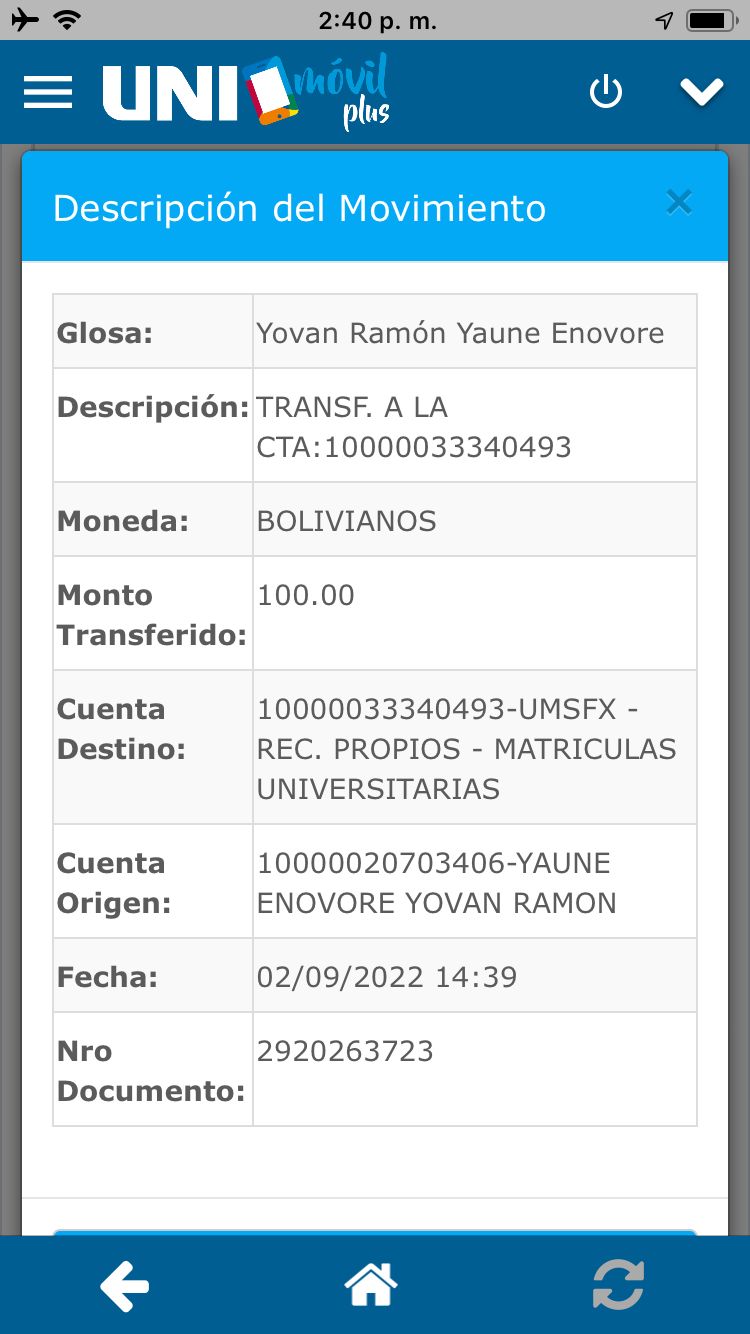 2:40 p. m.
UNI móvil plus
Descripción del Movimiento
Glosa: Yovan Ramón Yaune Enovore
Descripción: TRANSF. A LA
CTA:10000033340493
Moneda: BOLIVIANOS
Monto 100.00
Transferido:
Cuenta 10000033340493-UMSFX -
Destino: REC. PROPIOS - MATRICULAS
UNIVERSITARIAS
Cuenta 10000020703406-YAUNE
Origen: ENOVORE YOVAN RAMON
Fecha: 02/09/2022 14:39
Nro 2920263723
Documento: